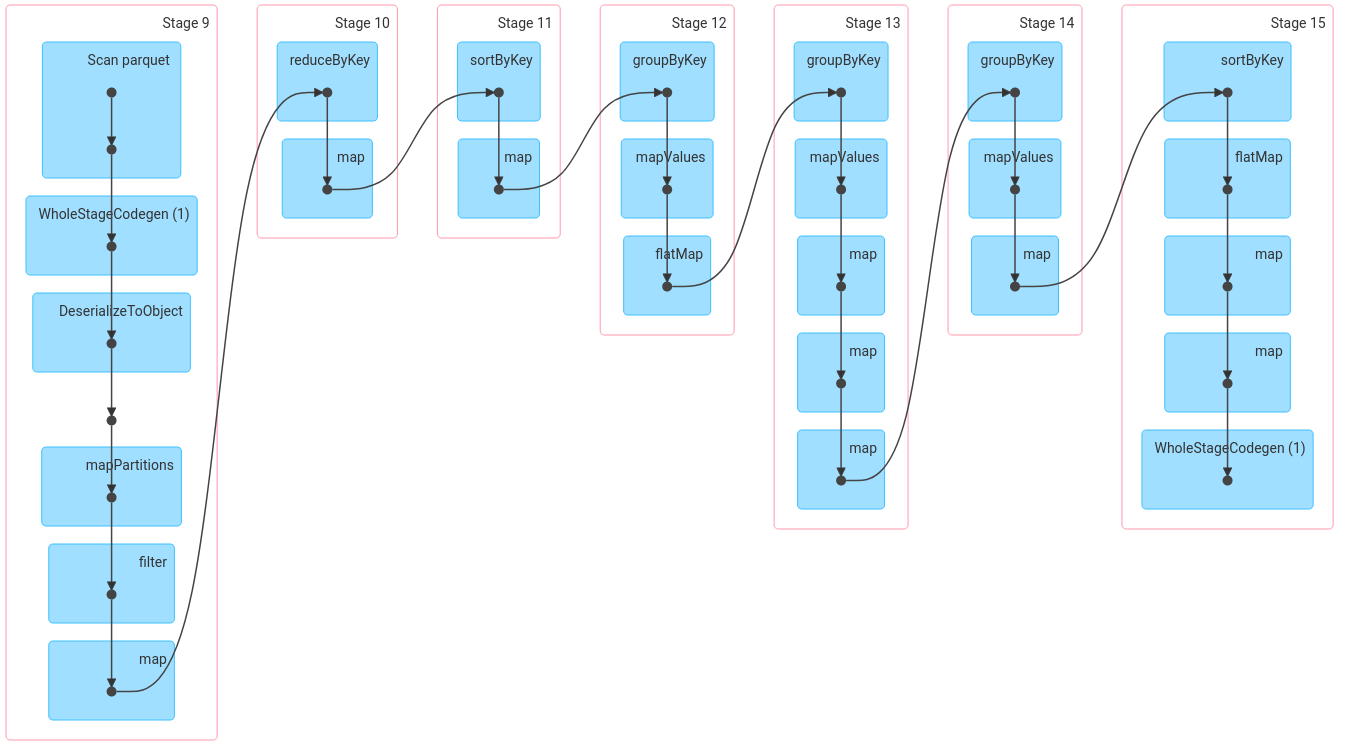 Stage 9
Scan parquet
WholeStageCodegen (1)
DeserializeToObject
mapPartitions
filter
map
Stage 10
reduceByKey
map
Stage 11
sortByKey
map
Stage 12
groupByKey
mapValues
flatMap
Stage 13
groupByKey
mapValues
map
map
map
Stage 14
groupByKey
mapValues
map
Stage 15
sortByKey
flatMap
map
map
WholeStageCodegen (1)